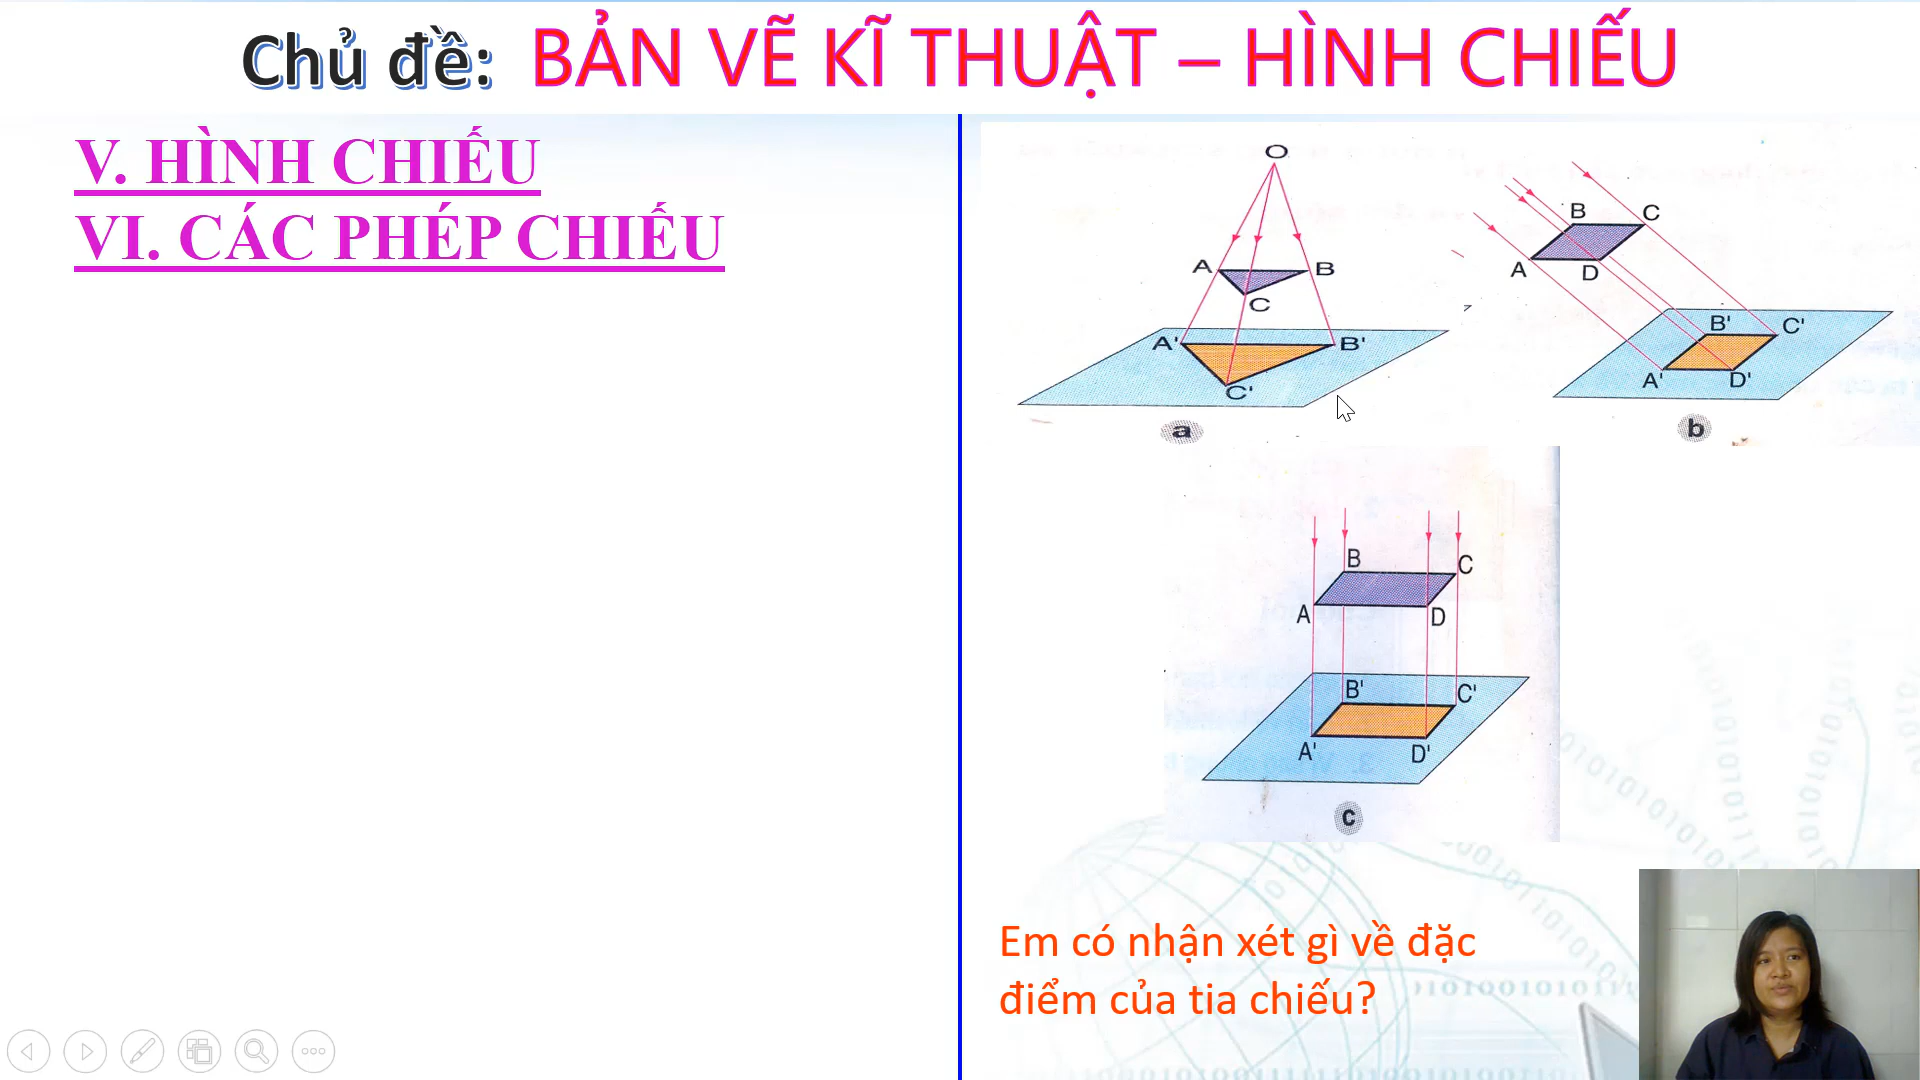 Chủ đề: BẢN VẼ KĨ THUẬT – HÌNH CHIẾU
V. HÌNH CHIẾU
VI. CÁC PHÉP CHIẾU
O
A B
C
A' B'
C'
a
B C
A D
B' C'
A' D'
b
B C
A D
B' C'
A' D'
c
Em có nhận xét gì về đặc
điểm của tia chiếu?